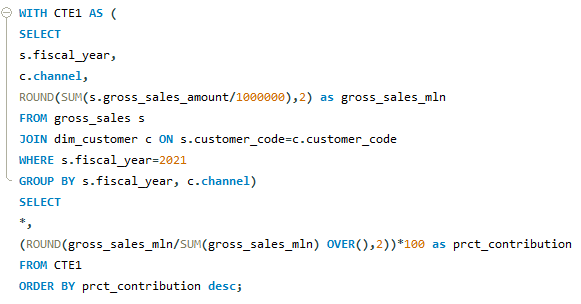 WITH CTE1 AS (
SELECT
s.fiscal_year,
c.channel,
ROUND(SUM(s.gross_sales_amount/1000000),2) as gross_sales_mln
FROM gross_sales s
JOIN dim_customer c ON s.customer_code=c.customer_code
WHERE s.fiscal_year=2021
GROUP BY s.fiscal_year, c.channel)
SELECT
*,
(ROUND(gross_sales_mln/SUM(gross_sales_mln) OVER(),2))*100 as prct_contribution
FROM CTE1
ORDER BY prct_contribution desc;